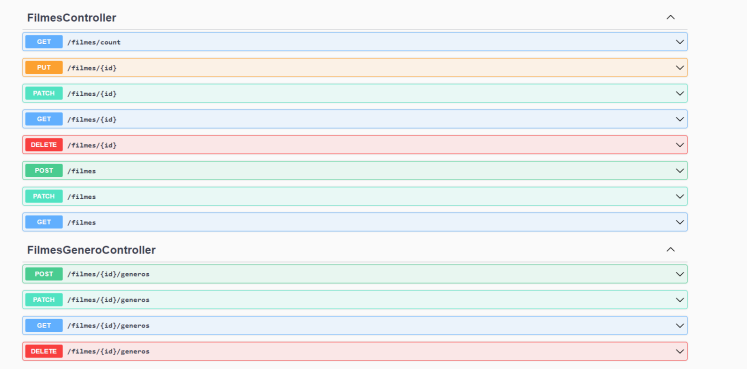 FilmesController
GET /filmes/count
PUT /filmes/{id}
PATCH /filmes/{id}
GET /filmes/{id}
DELETE /filmes/{id}
POST /filmes
PATCH /filmes
GET /filmes
FilmesGeneroController
POST /filmes/{id}/generos
PATCH /filmes/{id}/generos
GET /filmes/{id}/generos
DELETE /filmes/{id}/generos